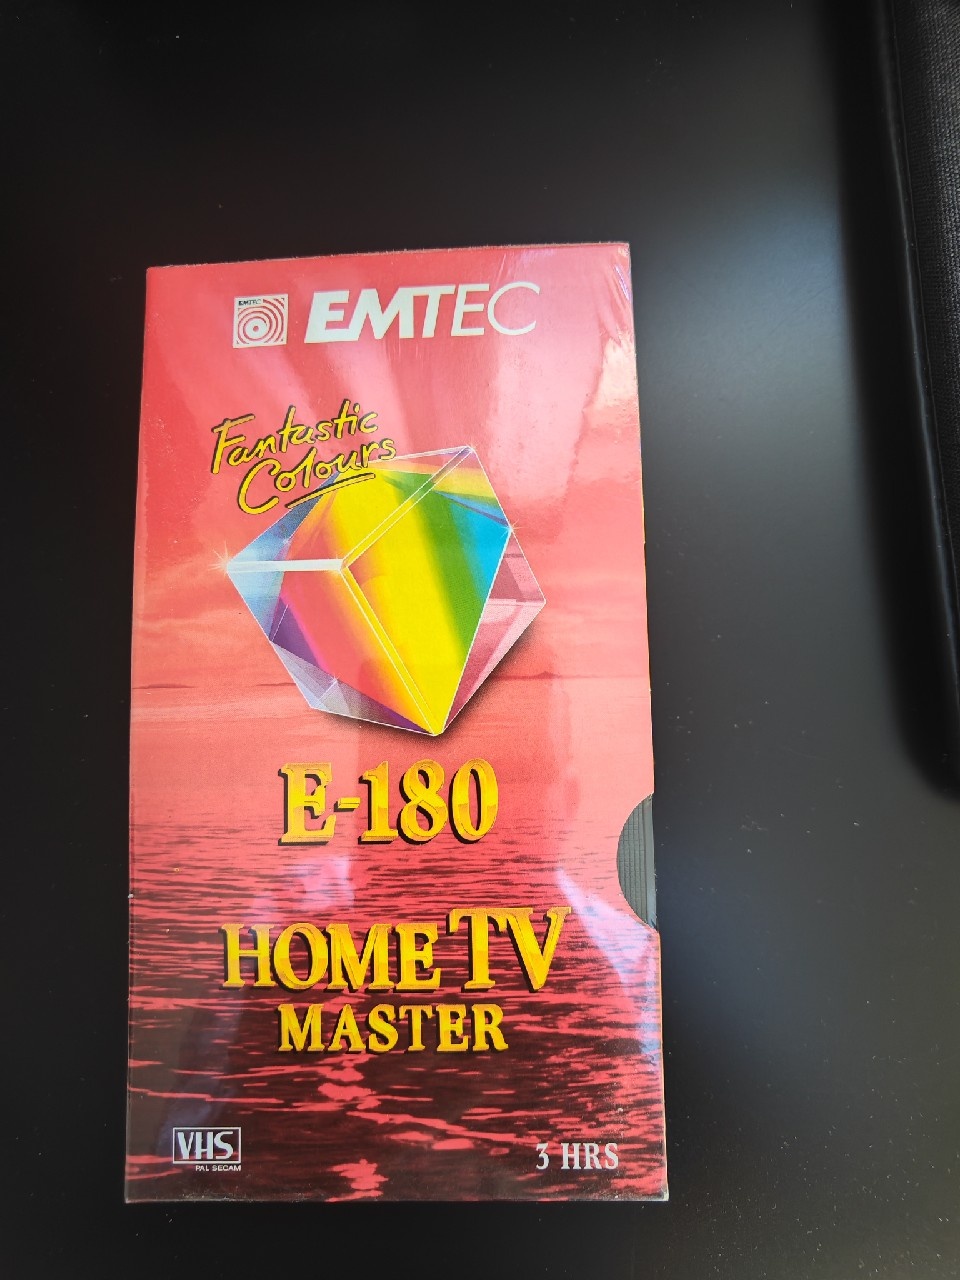 EMTEC
EMTEC
Fantastic
Colours
E-180
HOME TV
MASTER
VHS
PAL SECAM
3 HRS